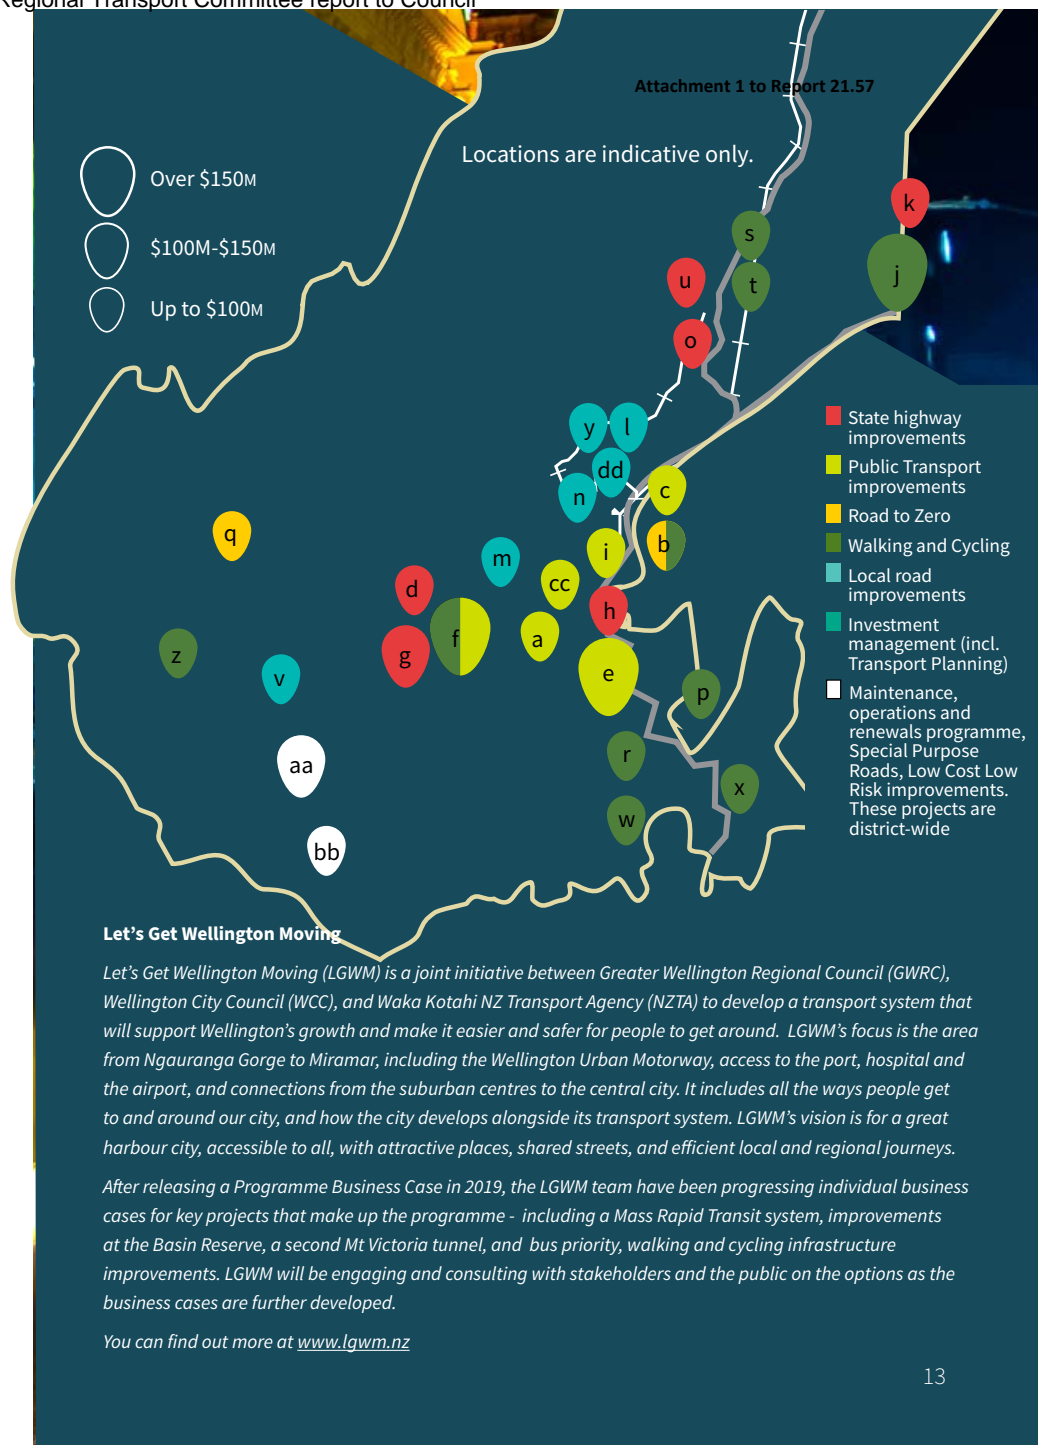 Regional Transport Committee report to Council
Attachment 1 to Report 21.57
Locations are indicative only.
Over $150M
$100M-$150M
Up to $100M
k
s
j
u
t
o
y
l
dd
c
n
q
b
i
m
cc
d
h
f
a
z
g
e
v
p
r
aa
x
w
bb
State highway
improvements
Public Transport
improvements
Road to Zero
Walking and Cycling
Local road
improvements
Investment
management (incl.
Transport Planning)
Maintenance,
operations and
renewals programme,
Special Purpose
Roads, Low Cost Low
Risk improvements.
These projects are
district-wide
Let’s Get Wellington Moving
Let’s Get Wellington Moving (LGWM) is a joint initiative between Greater Wellington Regional Council (GWRC),
Wellington City Council (WCC), and Waka Kotahi NZ Transport Agency (NZTA) to develop a transport system that
will support Wellington’s growth and make it easier and safer for people to get around. LGWM’s focus is the area
from Ngauranga Gorge to Miramar, including the Wellington Urban Motorway, access to the port, hospital and
the airport, and connections from the suburban centres to the central city. It includes all the ways people get
to and around our city, and how the city develops alongside its transport system. LGWM’s vision is for a great
harbour city, accessible to all, with attractive places, shared streets, and efficient local and regional journeys.
After releasing a Programme Business Case in 2019, the LGWM team have been progressing individual business
cases for key projects that make up the programme - including a Mass Rapid Transit system, improvements
at the Basin Reserve, a second Mt Victoria tunnel, and bus priority, walking and cycling infrastructure
improvements. LGWM will be engaging and consulting with stakeholders and the public on the options as the
business cases are further developed.
You can find out more at www.lgwm.nz
13